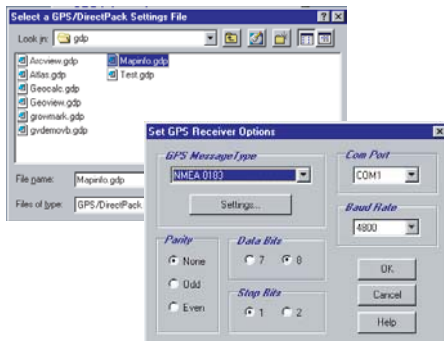 Select a GPS/DirectPack Settings File
Look in: gdp
Arcview.gdp
Atlas.gdp
Geocalc.gdp
Geoview.gdp
growmark.gdp
gvdemovb.gdp
Mapinfo.gdp
Test.gdp
File name: Mapinfo.gdp
Files of type: GPS/DirectPack
Set GPS Receiver Options
GPS Message Type
NMEA 0183
Settings...
Com Port
COM1
Baud Rate
4800
Parity
None
Odd
Even
Data Bits
7 8
Stop Bits
1 2
OK
Cancel
Help